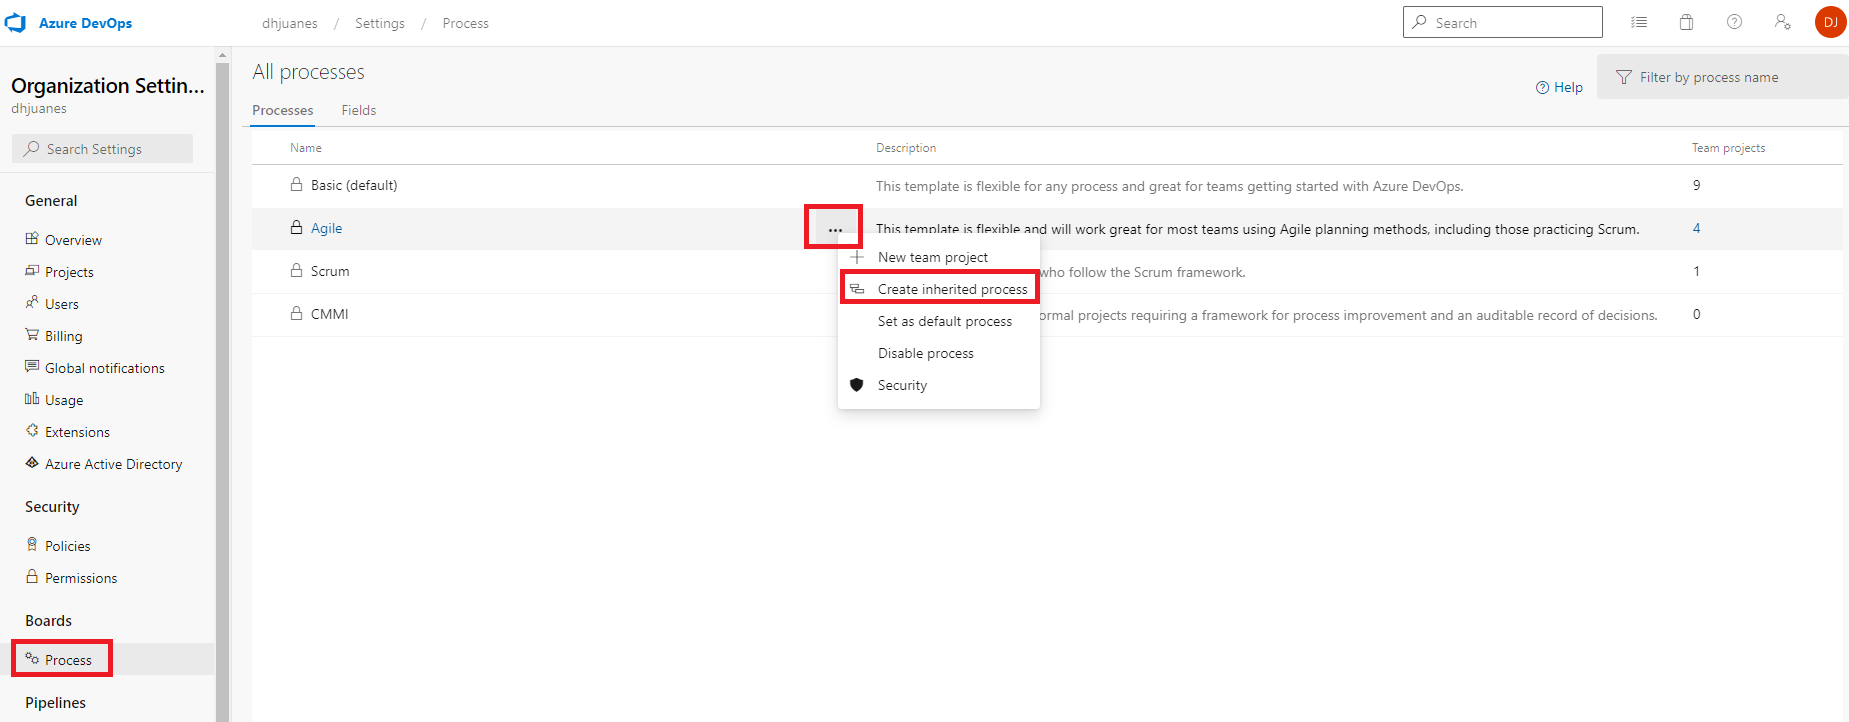 Azure DevOps
dhjuanes / Settings / Process
Search
DJ
Organization Settin...
dhjuanes
Search Settings
General
Overview
Projects
Users
Billing
Global notifications
Usage
Extensions
Azure Active Directory
Security
Policies
Permissions
Boards
Process
Pipelines
All processes
Help
Filter by process name
Processes Fields
Name Description Team projects
Basic (default) This template is flexible for any process and great for teams getting started with Azure DevOps. 9
Agile ... This template is flexible and will work great for most teams using Agile planning methods, including those practicing Scrum. 4
Scrum who follow the Scrum framework. 1
CMMI ormal projects requiring a framework for process improvement and an auditable record of decisions. 0
New team project
Create inherited process
Set as default process
Disable process
Security